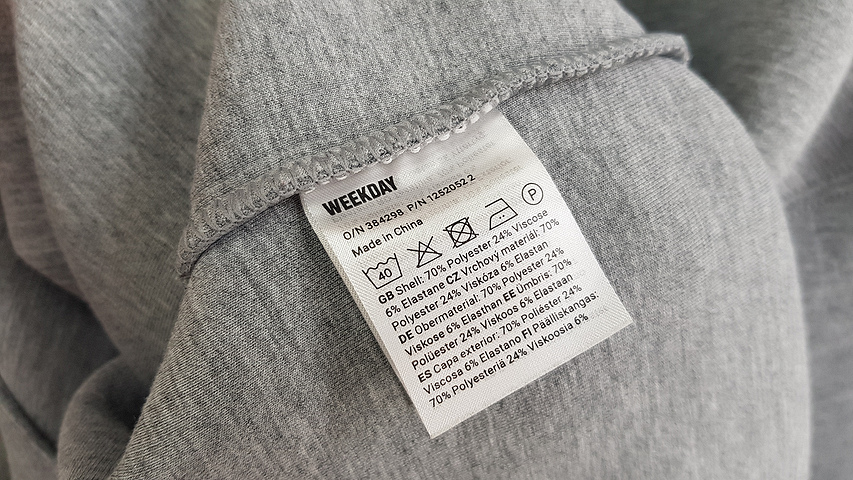 WEEKDAY
O/N 384298 P/N 1252052 2
Made in China
40 P
GB Shell: 70% Polyester 24% Viscose
6% Elastane CZ Vrchový materiál: 70%
Polyester 24% Viskóza 6% Elastan
DE Obermaterial: 70% Polyester 24%
Viskose 6% Elasthan EE Ümbris: 70%
Polüester 24% Viskoos 6% Elastaan
ES Capa exterior: 70% Poliéster 24%
Viscosa 6% Elastano FI Päälliskangas:
70% Polyesteriä 24% Viskoosia 6%